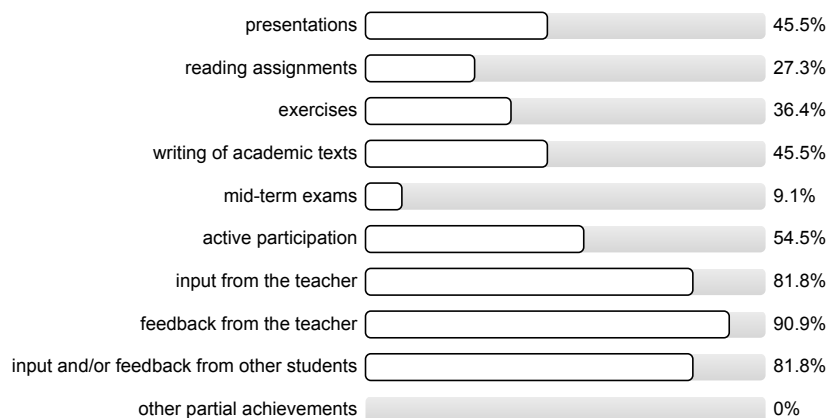 presentations 45.5%
reading assignments 27.3%
exercises 36.4%
writing of academic texts 45.5%
mid-term exams 9.1%
active participation 54.5%
input from the teacher 81.8%
feedback from the teacher 90.9%
input and/or feedback from other students 81.8%
other partial achievements 0%